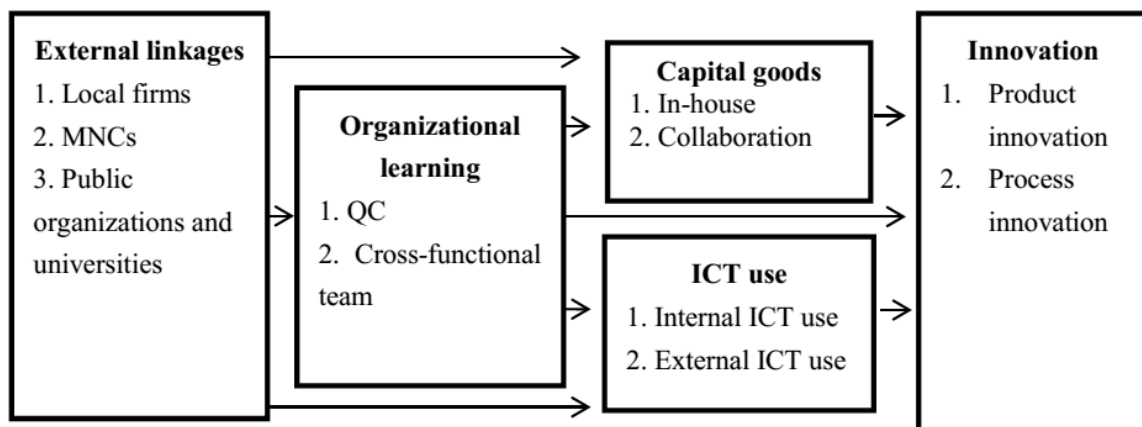 External linkages
1. Local firms
2. MNCs
3. Public
organizations and
universities
Organizational
learning
1. QC
2. Cross-functional
team
Capital goods
1. In-house
2. Collaboration
ICT use
1. Internal ICT use
2. External ICT use
Innovation
1. Product
innovation
2. Process
innovation